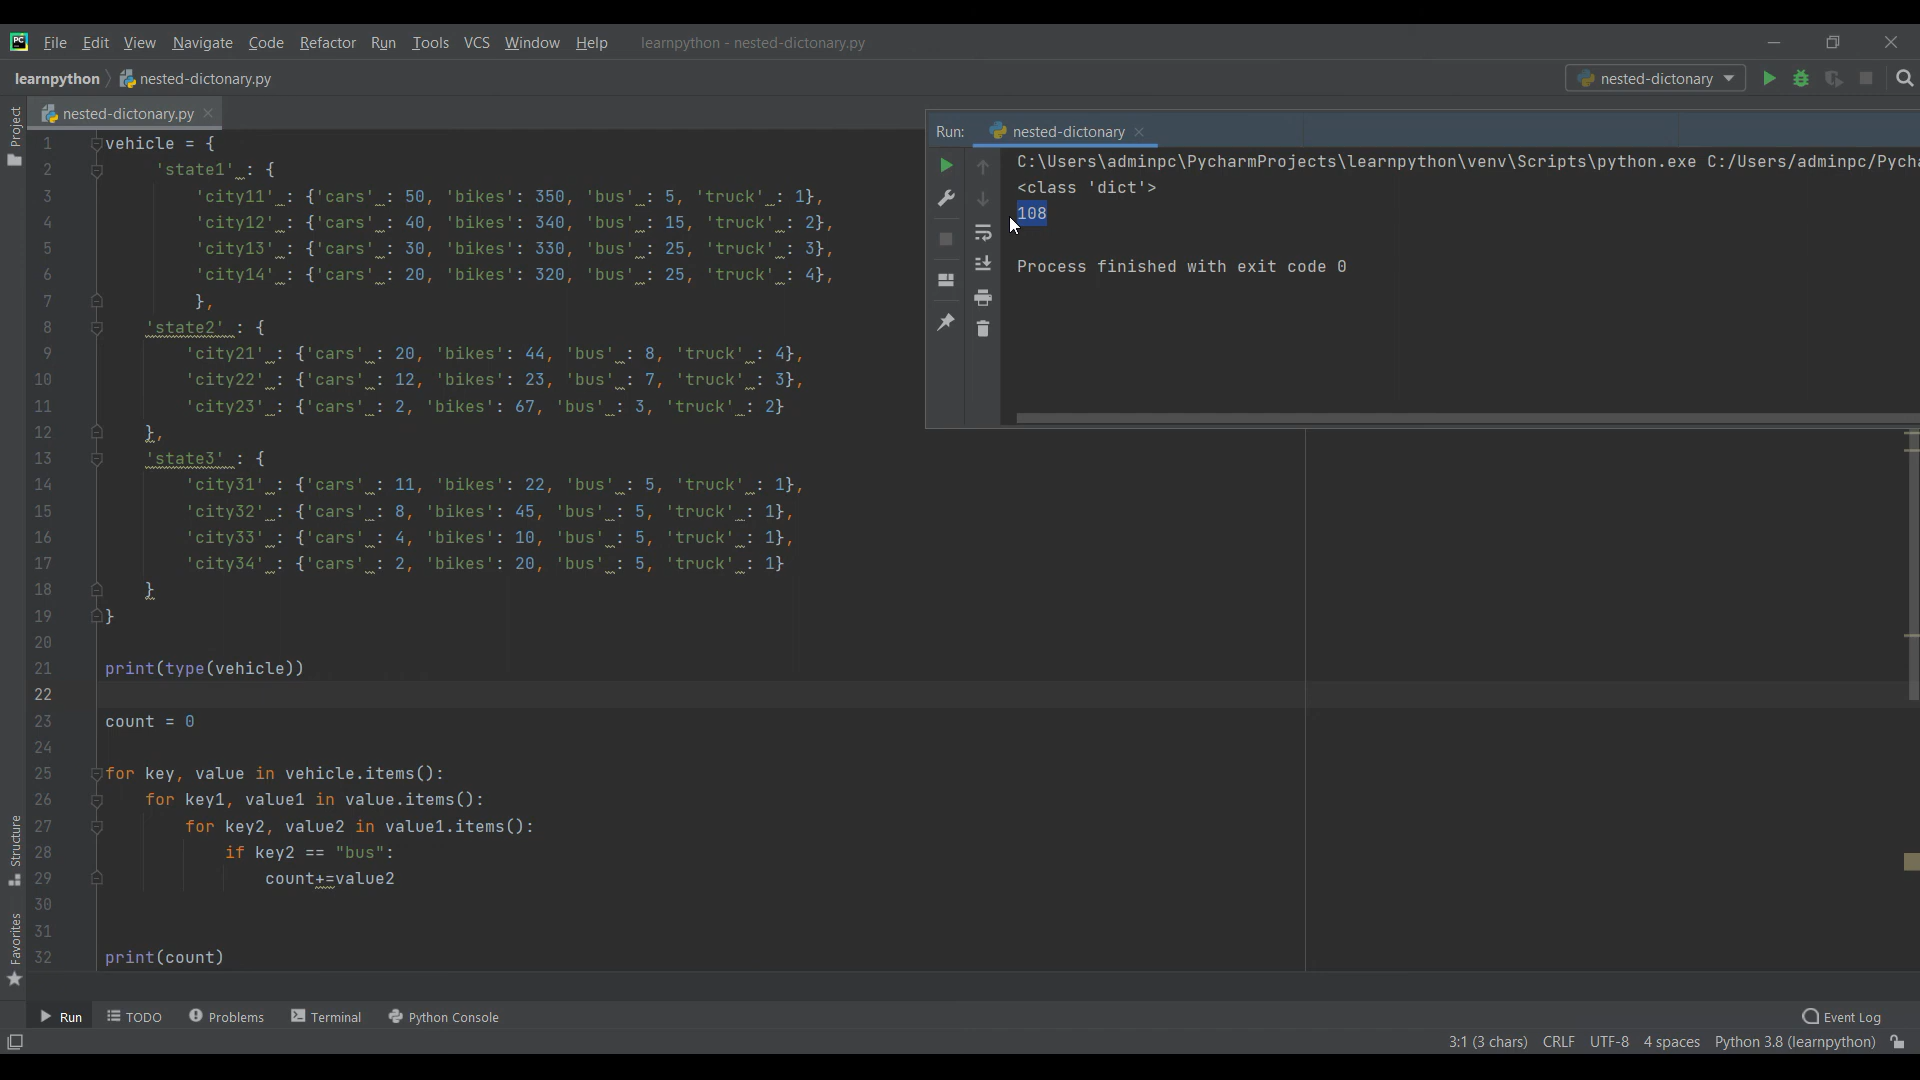 File Edit View Navigate Code Refactor Run Tools VCS Window Help learnpython - nested-dictonary.py
learnpython nested-dictonary.py nested-dictonary
Project
nested-dictonary.py
1 vehicle = {
2 'state1' : {
3 'city11' : {'cars' : 50, 'bikes': 350, 'bus' : 5, 'truck' : 1},
4 'city12' : {'cars' : 40, 'bikes': 340, 'bus' : 15, 'truck' : 2},
5 'city13' : {'cars' : 30, 'bikes': 330, 'bus' : 25, 'truck' : 3},
6 'city14' : {'cars' : 20, 'bikes': 320, 'bus' : 25, 'truck' : 4},
7 },
8 'state2' : {
9 'city21' : {'cars' : 20, 'bikes': 44, 'bus' : 8, 'truck' : 4},
10 'city22' : {'cars' : 12, 'bikes': 23, 'bus' : 7, 'truck' : 3},
11 'city23' : {'cars' : 2, 'bikes': 67, 'bus' : 3, 'truck' : 2}
12 },
13 'state3' : {
14 'city31' : {'cars' : 11, 'bikes': 22, 'bus' : 5, 'truck' : 1},
15 'city32' : {'cars' : 8, 'bikes': 45, 'bus' : 5, 'truck' : 1},
16 'city33' : {'cars' : 4, 'bikes': 10, 'bus' : 5, 'truck' : 1},
17 'city34' : {'cars' : 2, 'bikes': 20, 'bus' : 5, 'truck' : 1}
18 }
19 }
20
21 print(type(vehicle))
22
23 count = 0
24
25 for key, value in vehicle.items():
26 for key1, value1 in value.items():
27 for key2, value2 in value1.items():
28 if key2 == "bus":
29 count+=value2
30
31
32 print(count)
Run: nested-dictonary
C:\Users\adminpc\PycharmProjects\learnpython\venv\Scripts\python.exe C:/Users/adminpc/Pycha
<class 'dict'>
108
Process finished with exit code 0
Structure
Favorites
Run TODO Problems Terminal Python Console Event Log
3:1 (3 chars) CRLF UTF-8 4 spaces Python 3.8 (learnpython)